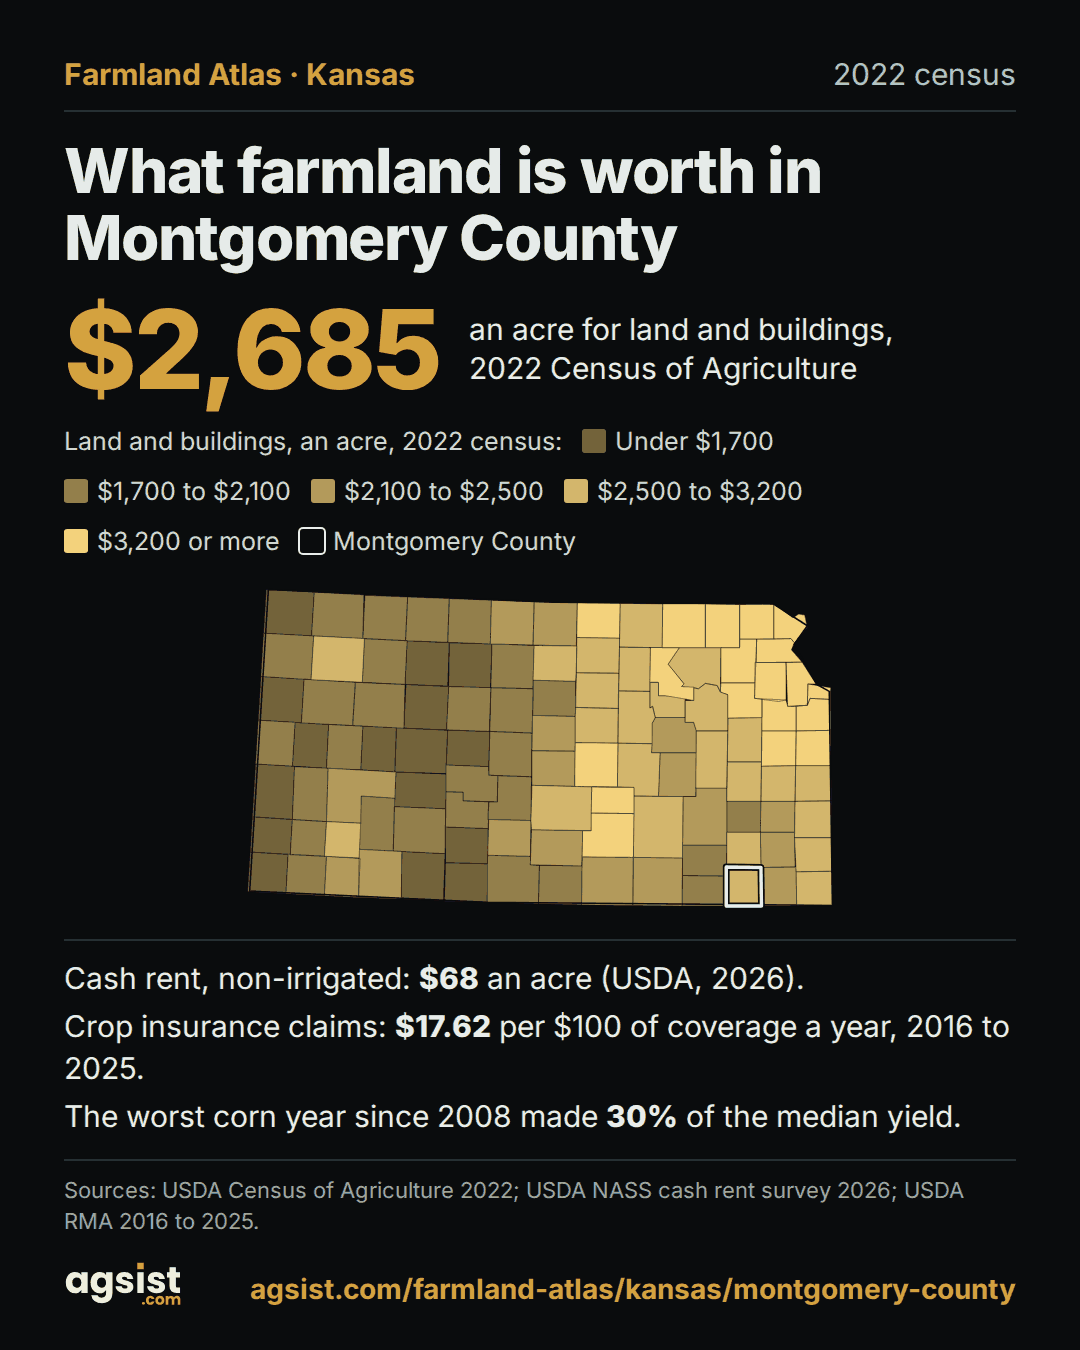 Farmland Atlas · Kansas
2022 census
What farmland is worth in
Montgomery County
$2,685
an acre for land and buildings,
2022 Census of Agriculture
Land and buildings, an acre, 2022 census: Under $1,700
$1,700 to $2,100 $2,100 to $2,500 $2,500 to $3,200
$3,200 or more Montgomery County
Cash rent, non-irrigated: $68 an acre (USDA, 2026).
Crop insurance claims: $17.62 per $100 of coverage a year, 2016 to
2025.
The worst corn year since 2008 made 30% of the median yield.
Sources: USDA Census of Agriculture 2022; USDA NASS cash rent survey 2026; USDA
RMA 2016 to 2025.
agsist
.com
agsist.com/farmland-atlas/kansas/montgomery-county